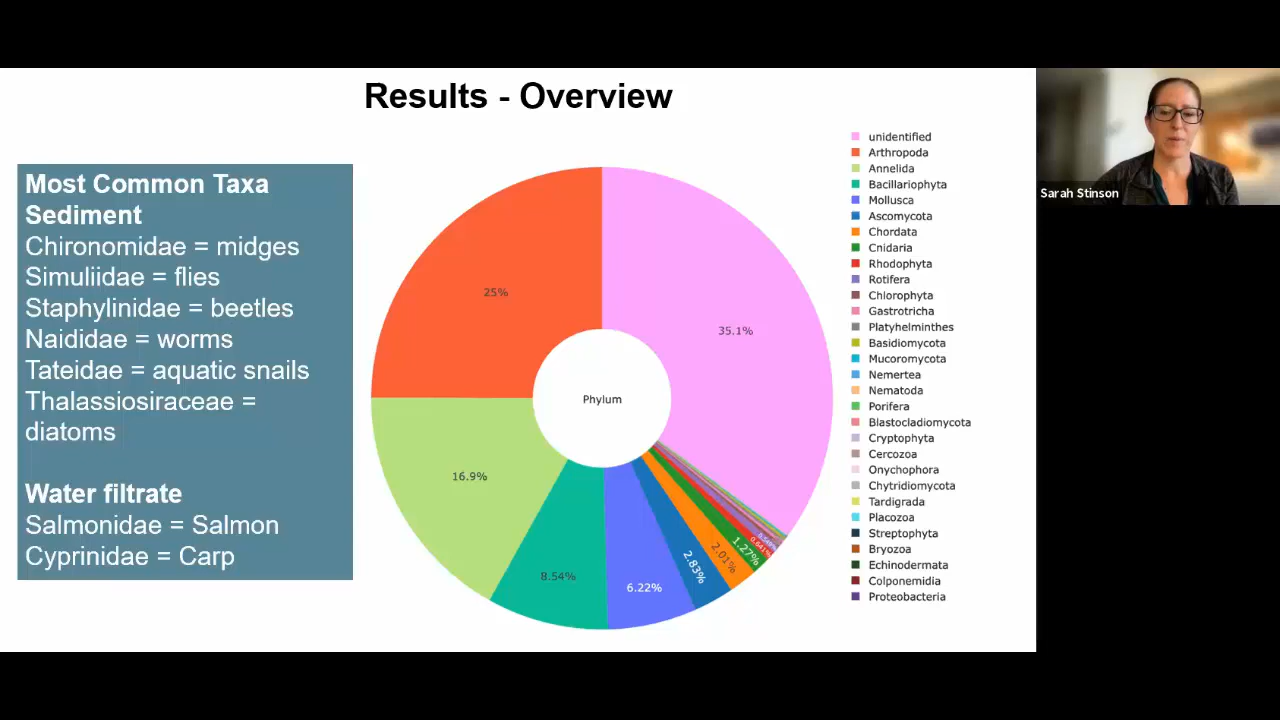 Results - Overview
Most Common Taxa
Sediment
Chironomidae = midges
Simuliidae = flies
Staphylinidae = beetles
Naididae = worms
Tateidae = aquatic snails
Thalassiosiraceae =
diatoms
Water filtrate
Salmonidae = Salmon
Cyprinidae = Carp
25%
35.1%
Phylum
16.9%
8.54%
6.22%
2.83%
2.01%
1.27%
0.641%
unidentified
Arthropoda
Annelida
Bacillariophyta
Mollusca
Ascomycota
Chordata
Cnidaria
Rhodophyta
Rotifera
Chlorophyta
Gastrotricha
Platyhelminthes
Basidiomycota
Mucoromycota
Nemertea
Nematoda
Porifera
Blastocladiomycota
Cryptophyta
Cercozoa
Onychophora
Chytridiomycota
Tardigrada
Placozoa
Streptophyta
Bryozoa
Echinodermata
Colponemidia
Proteobacteria
Sarah Stinson